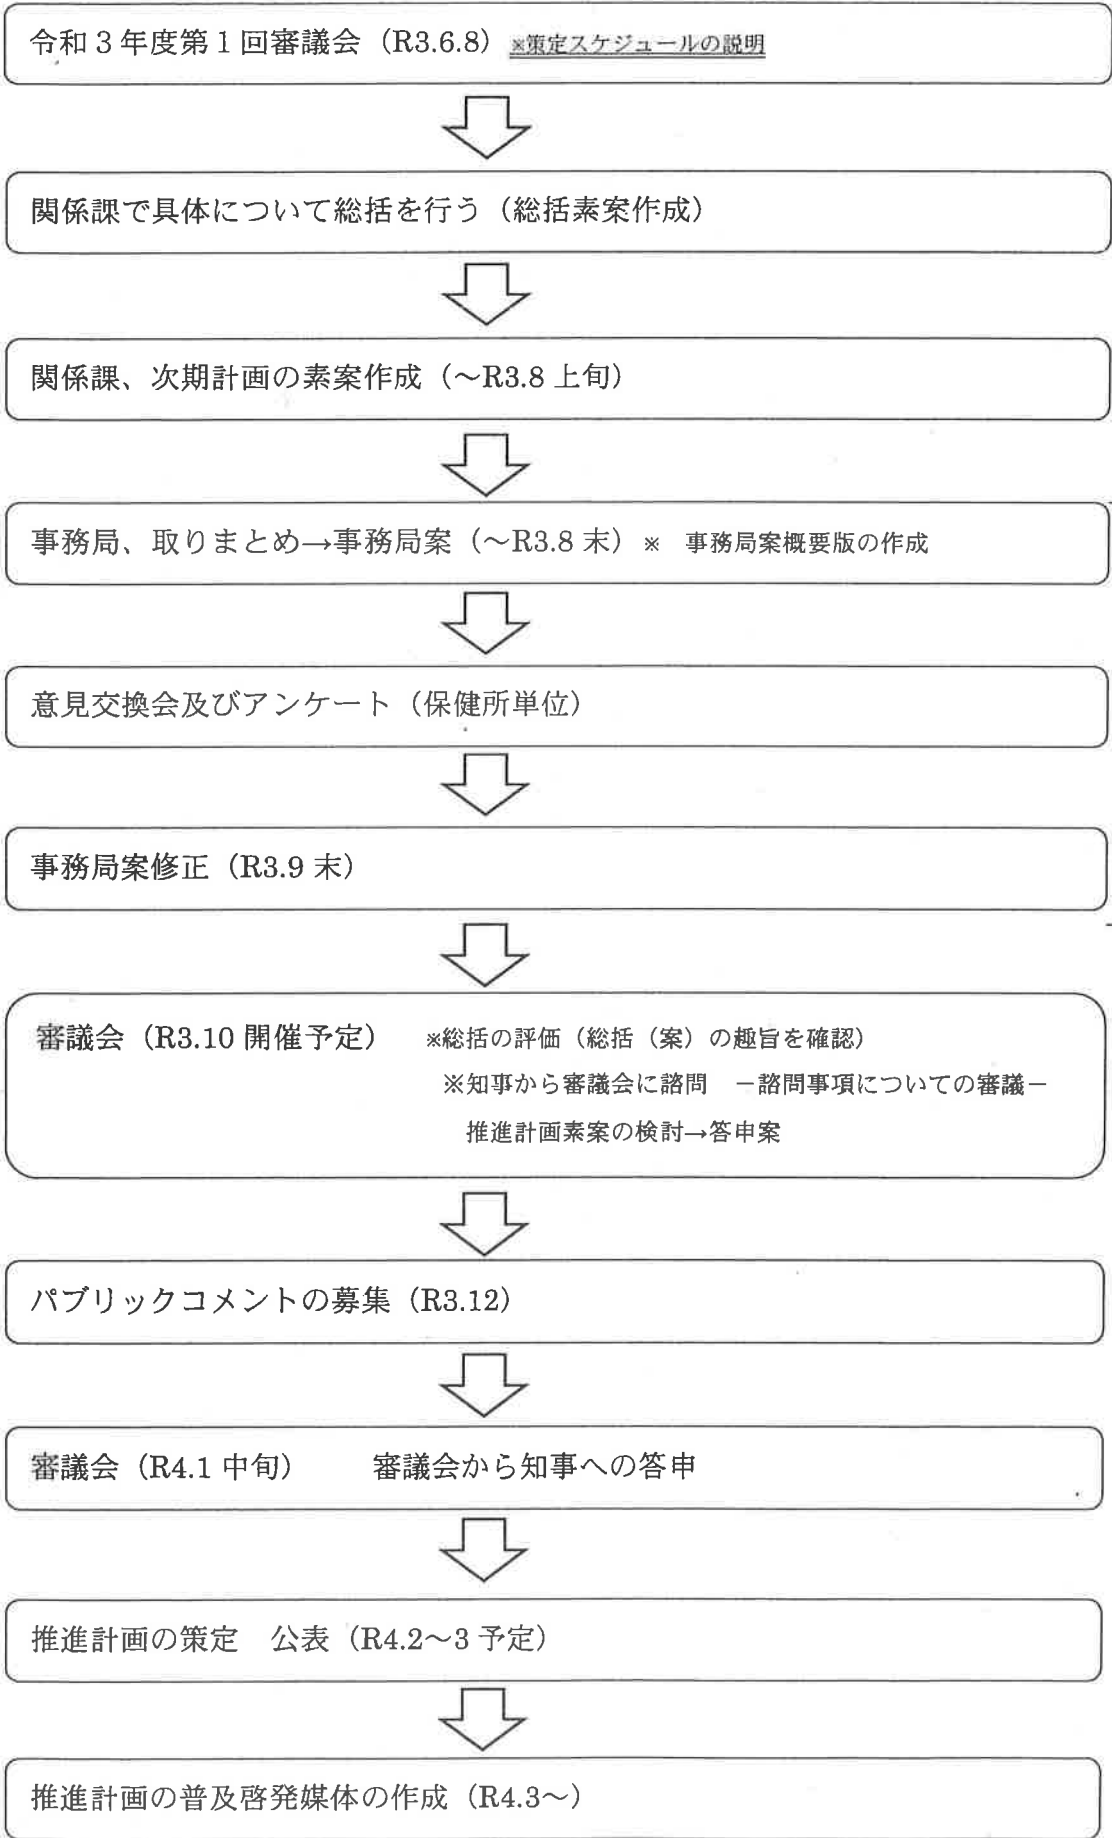 令和３年度第１回審議会（R3.6.8）※策定スケジュールの説明
関係課で具体について総括を行う（総括素案作成）
関係課、次期計画の素案作成（～R3.8 上旬）
事務局、取りまとめ→事務局案（～R3.8 末）※　事務局案概要版の作成
意見交換会及びアンケート（保健所単位）
事務局案修正（R3.9 末）
審議会（R3.10 開催予定）　※総括の評価（総括（案）の趣旨を確認）
※知事から審議会に諮問　－諮問事項についての審議－
推進計画素案の検討→答申案
パブリックコメントの募集（R3.12）
審議会（R4.1 中旬）　　審議会から知事への答申
推進計画の策定　公表（R4.2～3 予定）
推進計画の普及啓発媒体の作成（R4.3～）